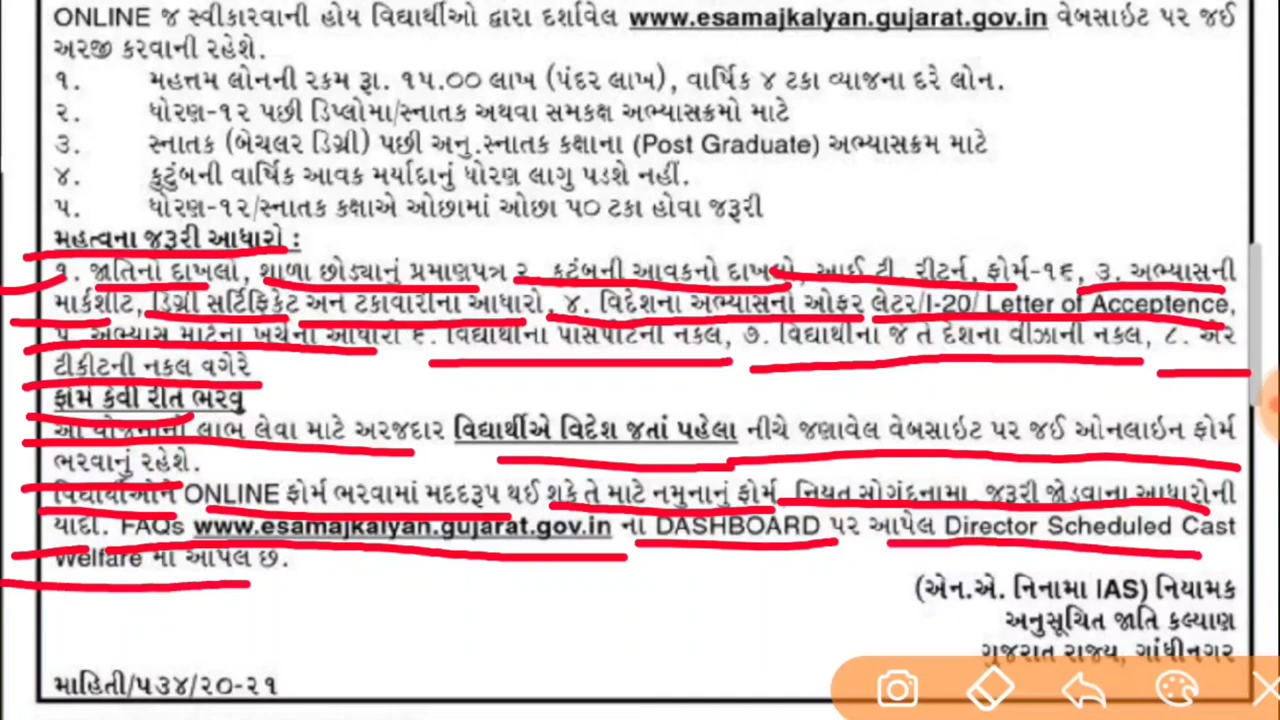 ONLINE જ સ્વીકારવાની હોય વિદ્યાર્થીઓ દ્વારા દર્શાવેલ www.esamajkalyan.gujarat.gov.in વેબસાઇટ પર જઈ
અરજી કરવાની રહેશે.
૧. મહત્તમ લોનની રકમ રૂા. ૧૫.૦૦ લાખ (પંદર લાખ), વાર્ષિક ૪ ટકા વ્યાજના દરે લોન.
૨. ધોરણ-૧૨ પછી ડિપ્લોમા/સ્નાતક અથવા સમકક્ષ અભ્યાસક્રમો માટે
૩. સ્નાતક (બેચલર ડિગ્રી) પછી અનુ.સ્નાતક કક્ષાના (Post Graduate) અભ્યાસક્રમ માટે
૪. કુટુંબની વાર્ષિક આવક મર્યાદાનું ધોરણ લાગુ પડશે નહીં.
૫. ધોરણ-૧૨/સ્નાતક કક્ષાએ ઓછામાં ઓછા ૫૦ ટકા હોવા જરૂરી
મહત્વના જરૂરી આધારો :
૧. જાતિનો દાખલો, શાળા છોડ્યાનું પ્રમાણપત્ર ૨. કુટુંબની આવકનો દાખલો, આઈ ટી. રીટર્ન, ફોર્મ-૧૬, ૩. અભ્યાસની
માર્કશીટ, ડિગ્રી સર્ટિફિકેટ અને ટકાવારીના આધારો, ૪. વિદેશના અભ્યાસનો ઓફર લેટર/I-20/ Letter of Acceptence,
૫. અભ્યાસ માટેના ખર્ચના આધારો ૬. વિદ્યાર્થીના પાસપોર્ટની નકલ, ૭. વિદ્યાર્થીના જે તે દેશના વીઝાની નકલ, ૮. એર
ટીકીટની નકલ વગેરે
ફોર્મ કેવી રીતે ભરવુ
આ યોજનાનો લાભ લેવા માટે અરજદાર વિદ્યાર્થીએ વિદેશ જતાં પહેલા નીચે જણાવેલ વેબસાઇટ પર જઈ ઓનલાઇન ફોર્મ
ભરવાનું રહેશે.
વિદ્યાર્થીઓને ONLINE ફોર્મ ભરવામાં મદદરૂપ થઈ શકે તે માટે નમુનાનું ફોર્મ, નિયત સોગંદનામા, જરૂરી જોડવાના આધારોની
યાદી. FAQs www.esamajkalyan.gujarat.gov.in ના DASHBOARD પર આપેલ Director Scheduled Cast
Welfare માં આપેલ છે.
(એન.એ. નિનામા IAS) નિયામક
અનુસૂચિત જાતિ કલ્યાણ
ગુજરાત રાજ્ય, ગાંધીનગર
માહિતી/૫૩૪/૨૦-૨૧